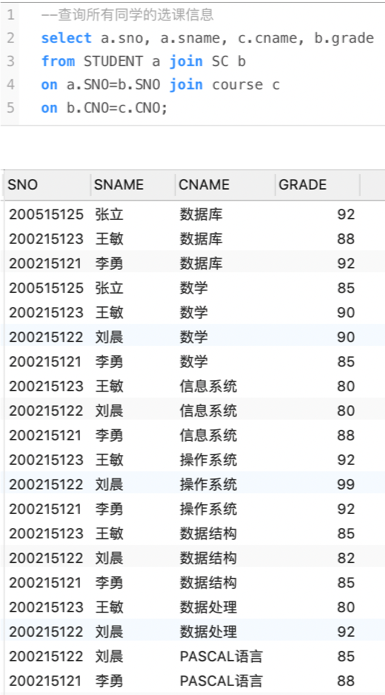 1 --查询所有同学的选课信息
2 select a.sno, a.sname, c.cname, b.grade
3 from STUDENT a join SC b
4 on a.SNO=b.SNO join course c
5 on b.CNO=c.CNO;
SNO SNAME CNAME GRADE
200515125 张立 数据库 92
200215123 王敏 数据库 88
200215121 李勇 数据库 92
200515125 张立 数学 85
200215123 王敏 数学 90
200215122 刘晨 数学 90
200215121 李勇 数学 85
200215123 王敏 信息系统 80
200215122 刘晨 信息系统 80
200215121 李勇 信息系统 88
200215123 王敏 操作系统 92
200215122 刘晨 操作系统 99
200215121 李勇 操作系统 92
200215123 王敏 数据结构 85
200215122 刘晨 数据结构 82
200215121 李勇 数据结构 85
200215123 王敏 数据处理 80
200215122 刘晨 数据处理 92
200215122 刘晨 PASCAL语言 85
200215121 李勇 PASCAL语言 88